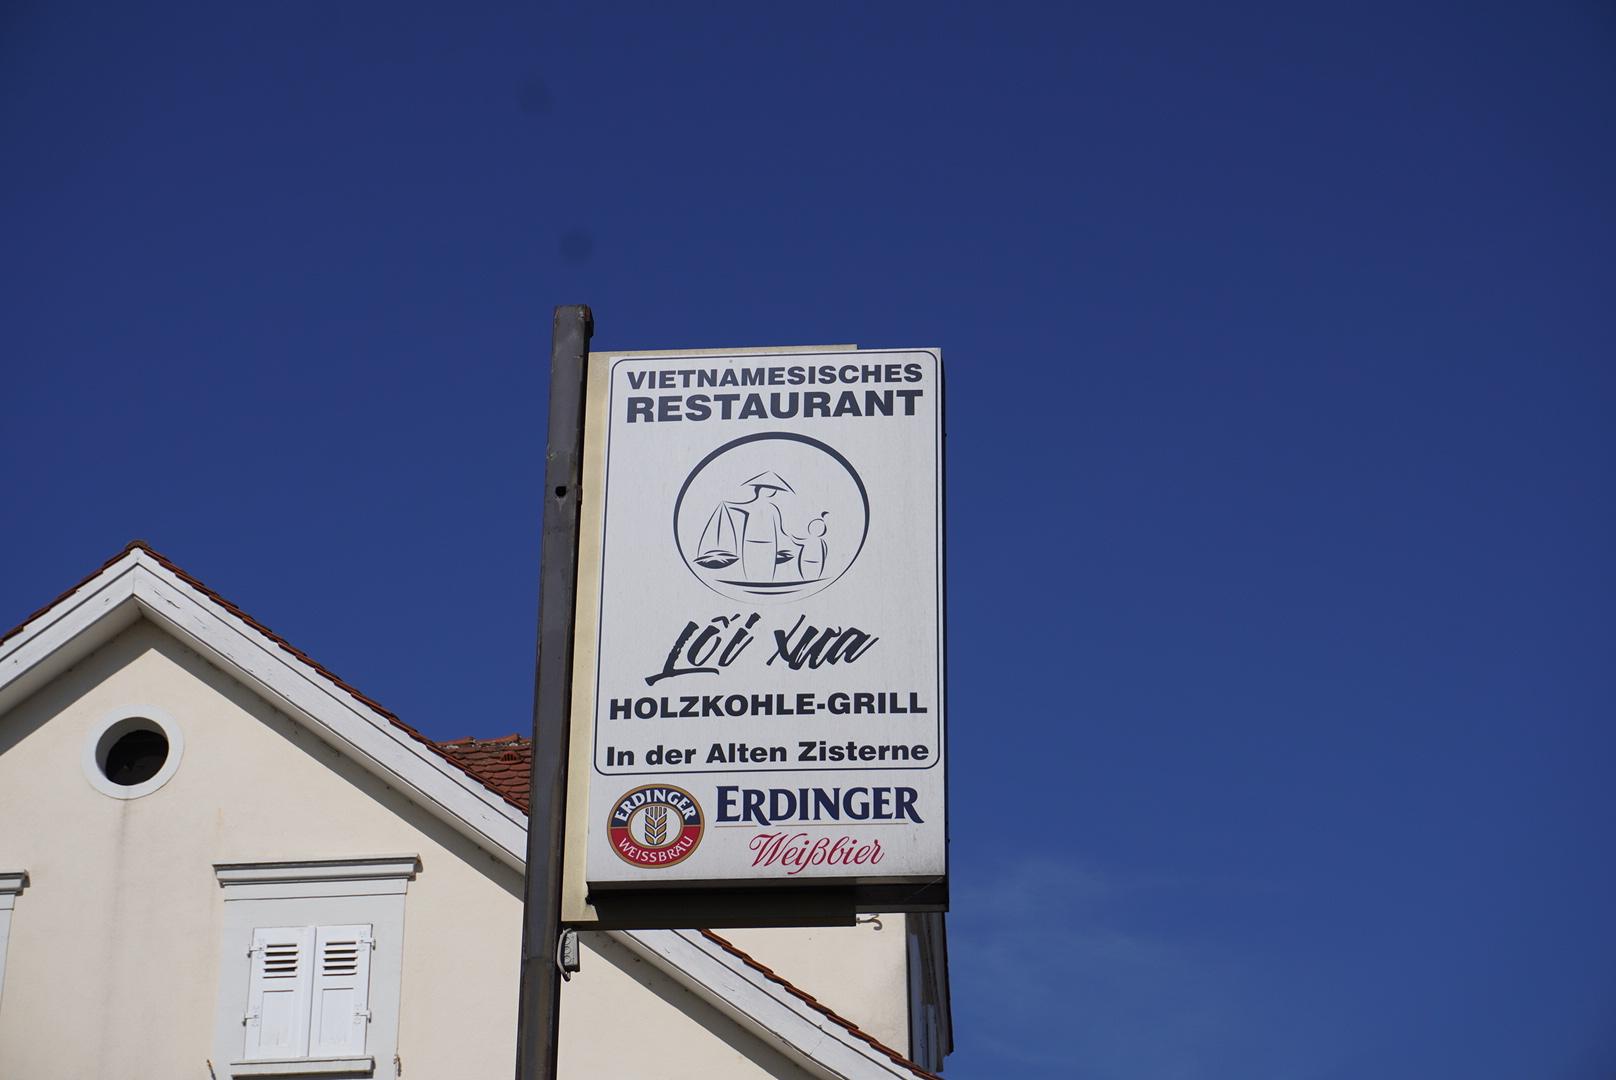 VIETNAMESISCHES
RESTAURANT
Lối xưa
HOLZKOHLE-GRILL
In der Alten Zisterne
ERDINGER
WEISSBRÄU
ERDINGER
Weißbier